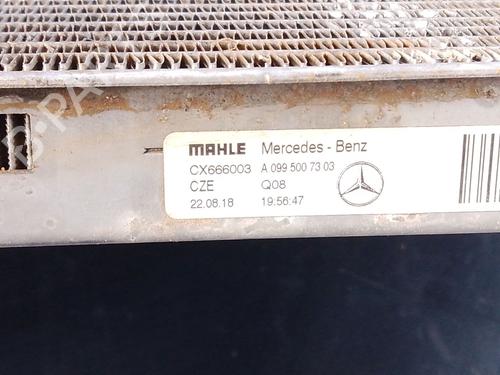 MAHLE Mercedes - Benz
CX666003 A 099 500 73 03
CZE Q08
22.08.18 19:56:47